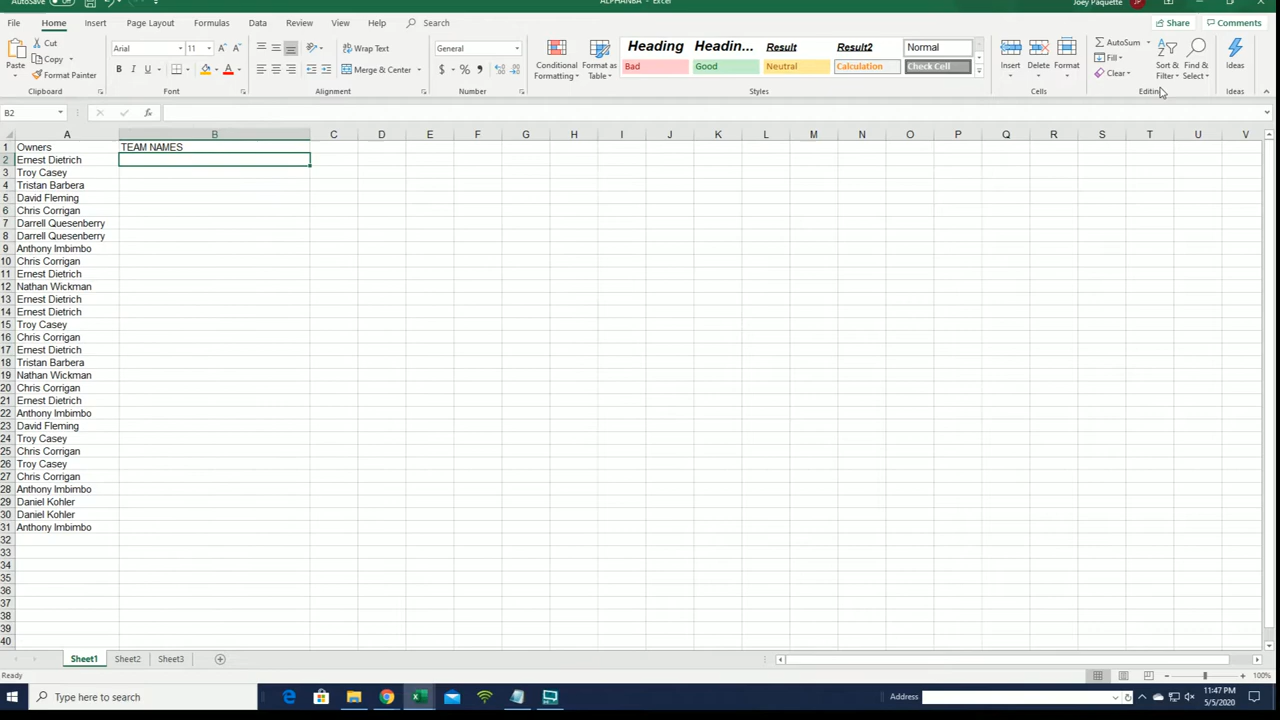 AutoSave Off ALPHANBA - Excel Joey Paquette JP
File Home Insert Page Layout Formulas Data Review View Help Search Share Comments
Paste Cut Copy Format Painter Clipboard
Arial 11 A A B I U A Font
ab Wrap Text Merge & Center Alignment
General $ % , Number
Conditional Formatting Format as Table
Heading Headin... Result Result2 Normal
Bad Good Neutral Calculation Check Cell
Styles
Insert Delete Format Cells
AutoSum Fill Clear Sort & Filter Find & Select Editing
Ideas Ideas
B2 fx
A B C D E F G H I J K L M N O P Q R S T U V
1 Owners TEAM NAMES
2 Ernest Dietrich
3 Troy Casey
4 Tristan Barbera
5 David Fleming
6 Chris Corrigan
7 Darrell Quesenberry
8 Darrell Quesenberry
9 Anthony Imbimbo
10 Chris Corrigan
11 Ernest Dietrich
12 Nathan Wickman
13 Ernest Dietrich
14 Ernest Dietrich
15 Troy Casey
16 Chris Corrigan
17 Ernest Dietrich
18 Tristan Barbera
19 Nathan Wickman
20 Chris Corrigan
21 Ernest Dietrich
22 Anthony Imbimbo
23 David Fleming
24 Troy Casey
25 Chris Corrigan
26 Troy Casey
27 Chris Corrigan
28 Anthony Imbimbo
29 Daniel Kohler
30 Daniel Kohler
31 Anthony Imbimbo
32
33
34
35
36
37
38
39
40
Sheet1 Sheet2 Sheet3
Ready 100%
Type here to search Address 11:47 PM
5/5/2020